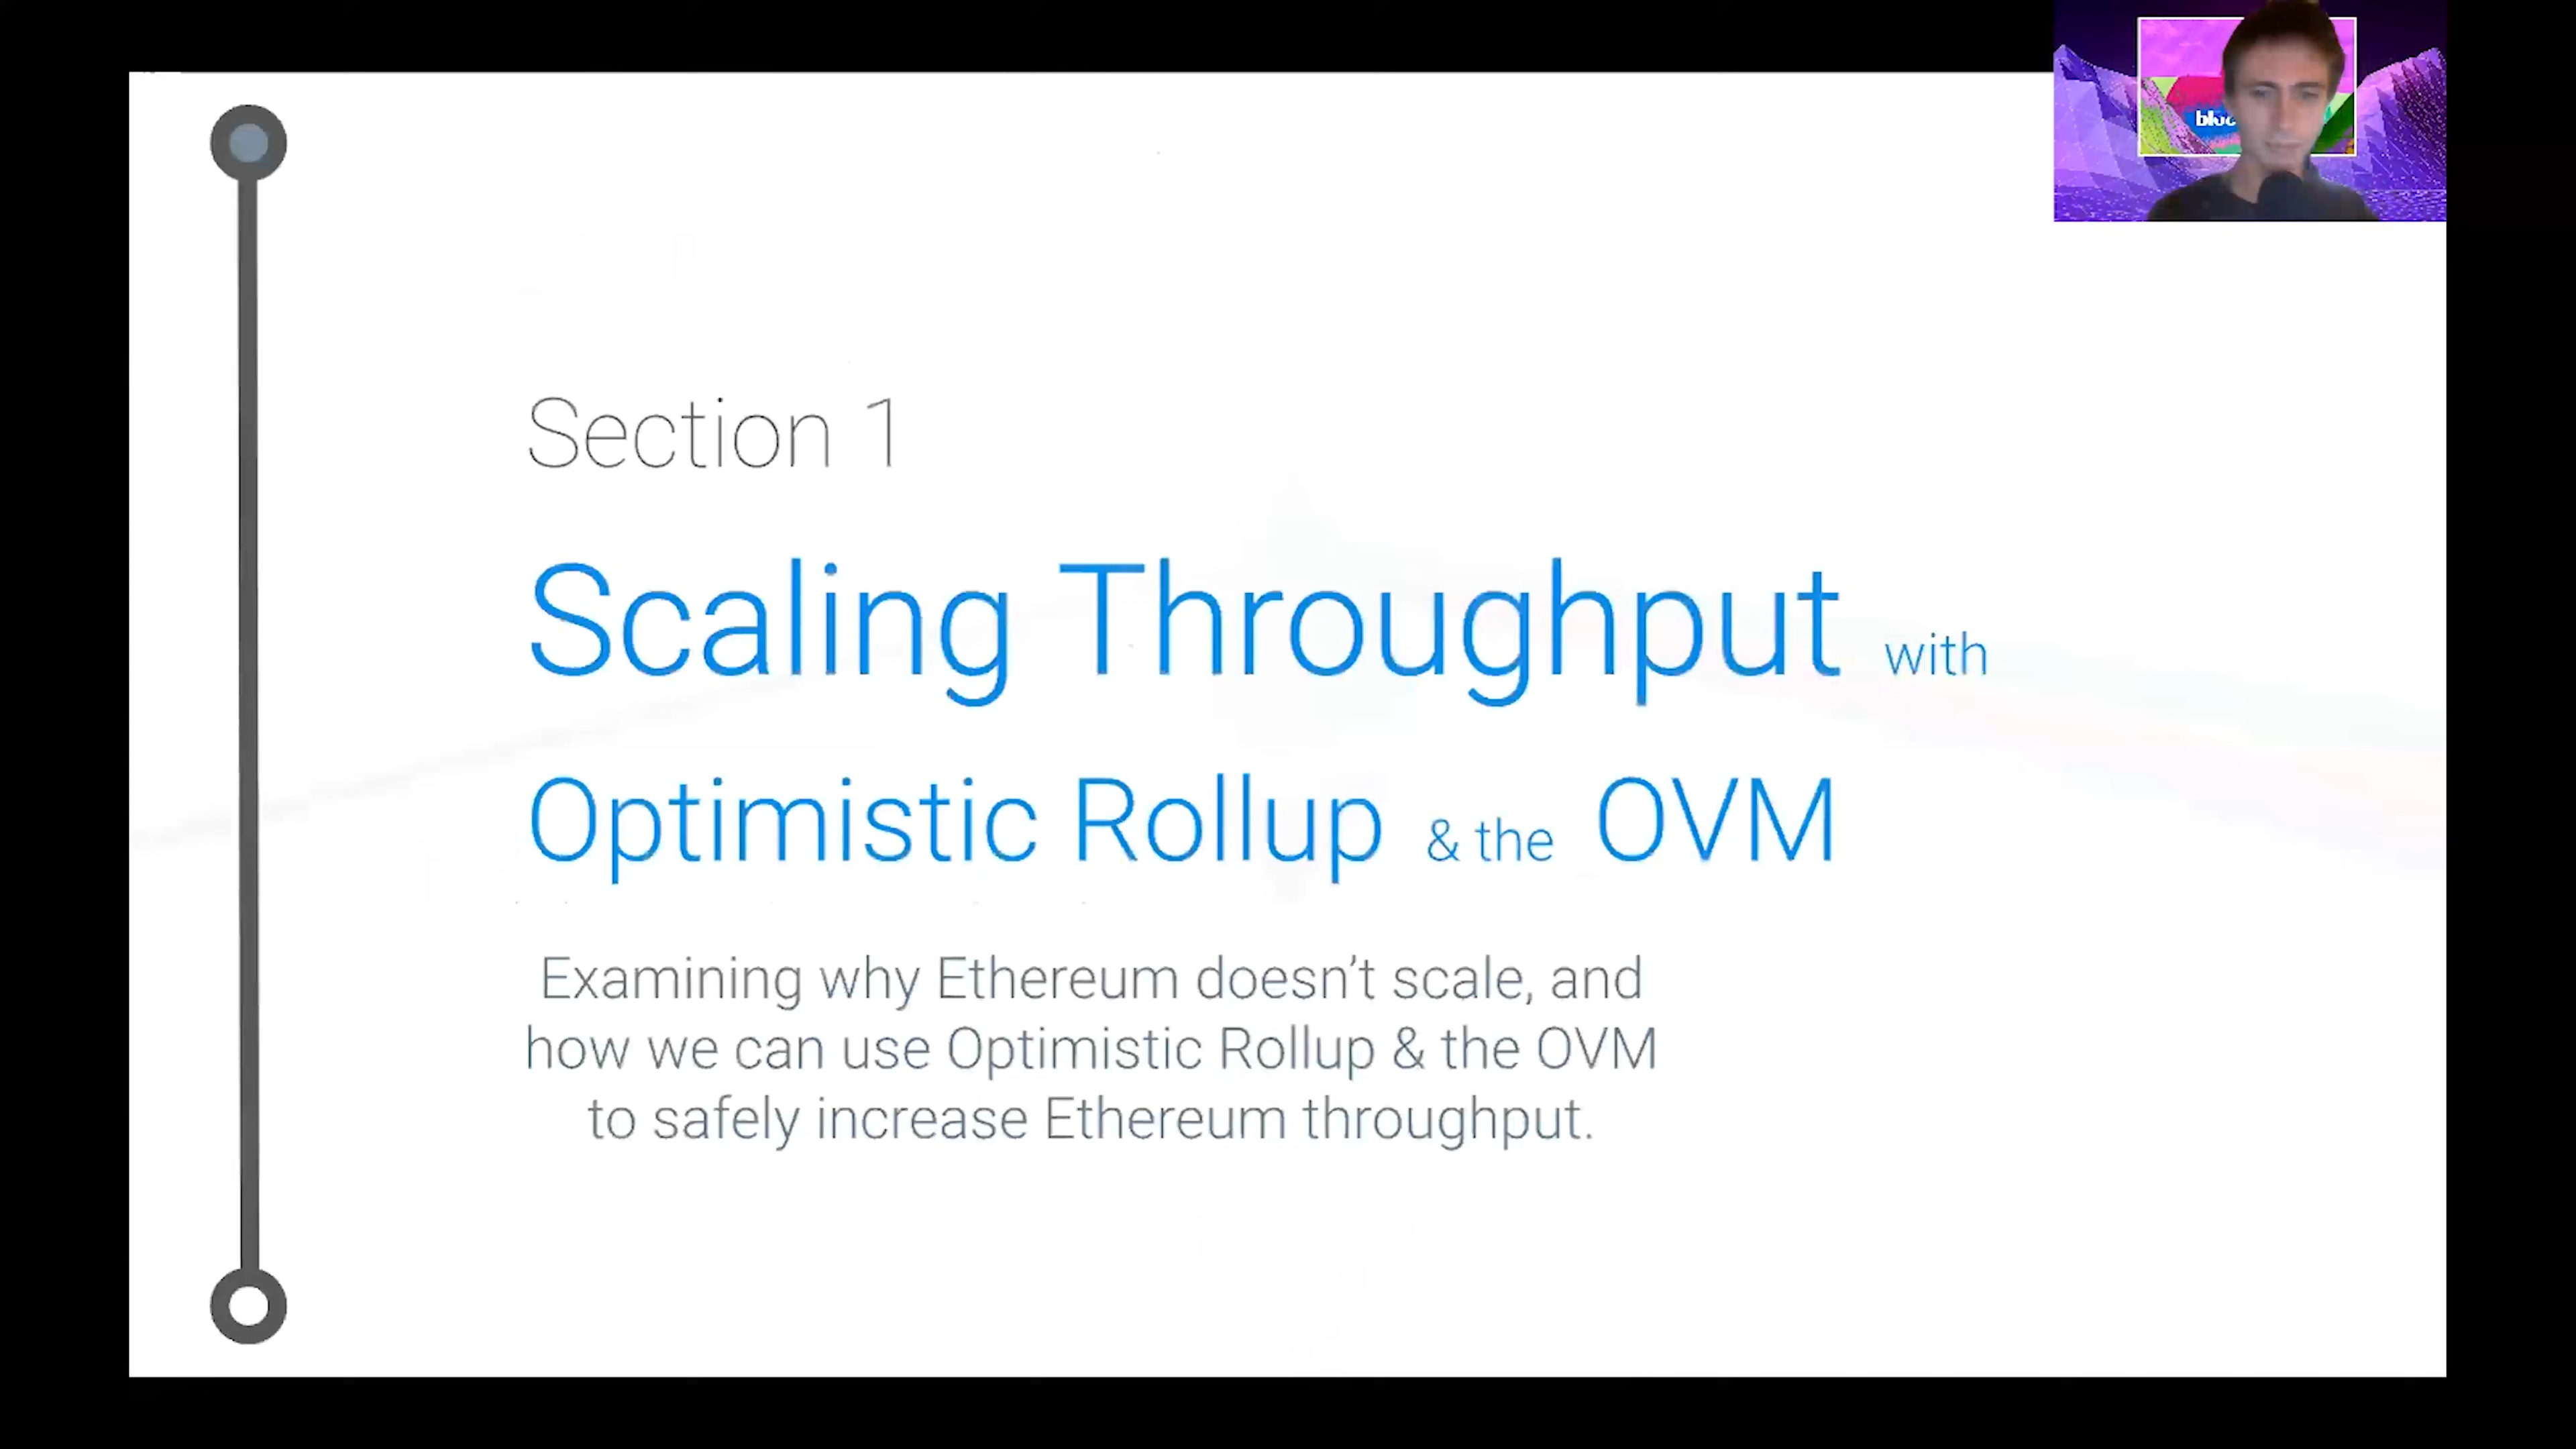 Section 1
Scaling Throughput with
Optimistic Rollup & the OVM
Examining why Ethereum doesn't scale, and
how we can use Optimistic Rollup & the OVM
to safely increase Ethereum throughput.